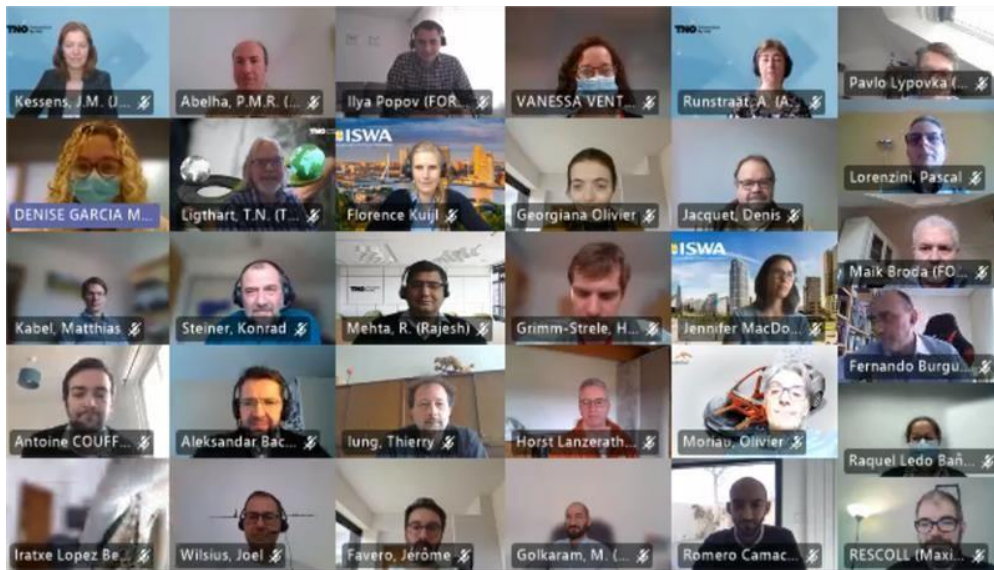 TNO
Kessens, J.M. (J...
Abelha, P.M.R. (...
Ilya Popov (FOR...
VANESSA VENT...
TNO
Runstraat, A. (A...
Pavlo Lypovka (...
DENISE GARCIA M...
TNO
Ligthart, T.N. (T...
ISWA
Florence Kuijl
Georgiana Olivier
Jacquet, Denis
Lorenzini, Pascal
Kabel, Matthias
Steiner, Konrad
TNO
Mehta, R. (Rajesh)
Grimm-Strele, H...
ISWA
Jennifer MacDo...
Maik Broda (FO...
Fernando Burgu...
Antoine COUFF...
Aleksandar Bac...
Iung, Thierry
Horst Lanzerath...
Moriau, Olivier
Raquel Ledo Bañ...
Iratxe Lopez Be...
Wilsius, Joel
Favero, Jérôme
Golkaram, M. (...
Romero Camac...
RESCOLL (Maxi...